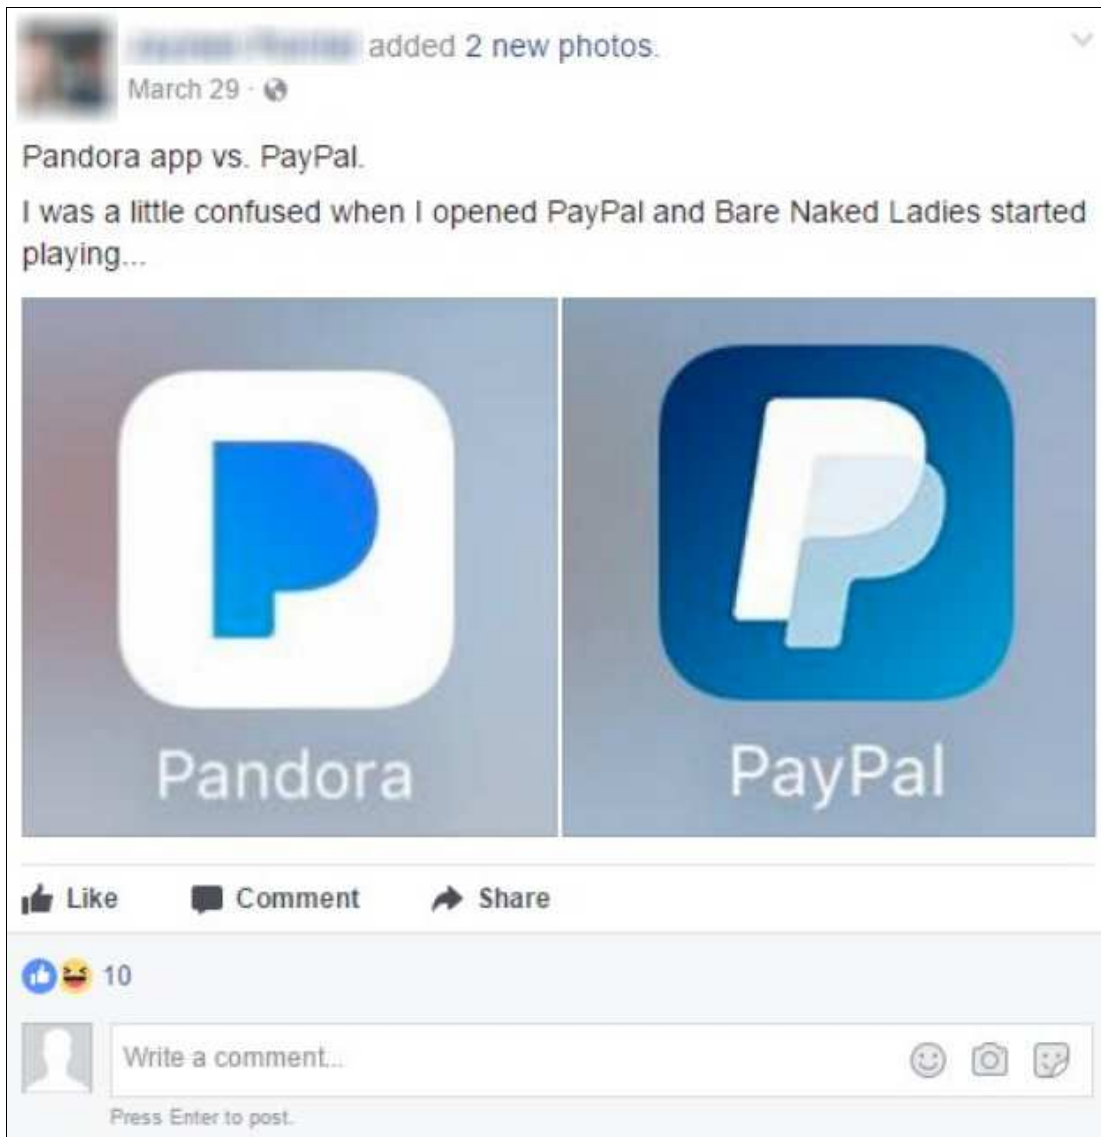 added 2 new photos.
March 29 ·
Pandora app vs. PayPal.
I was a little confused when I opened PayPal and Bare Naked Ladies started
playing...
Pandora
PayPal
Like Comment Share
10
Write a comment...
Press Enter to post.